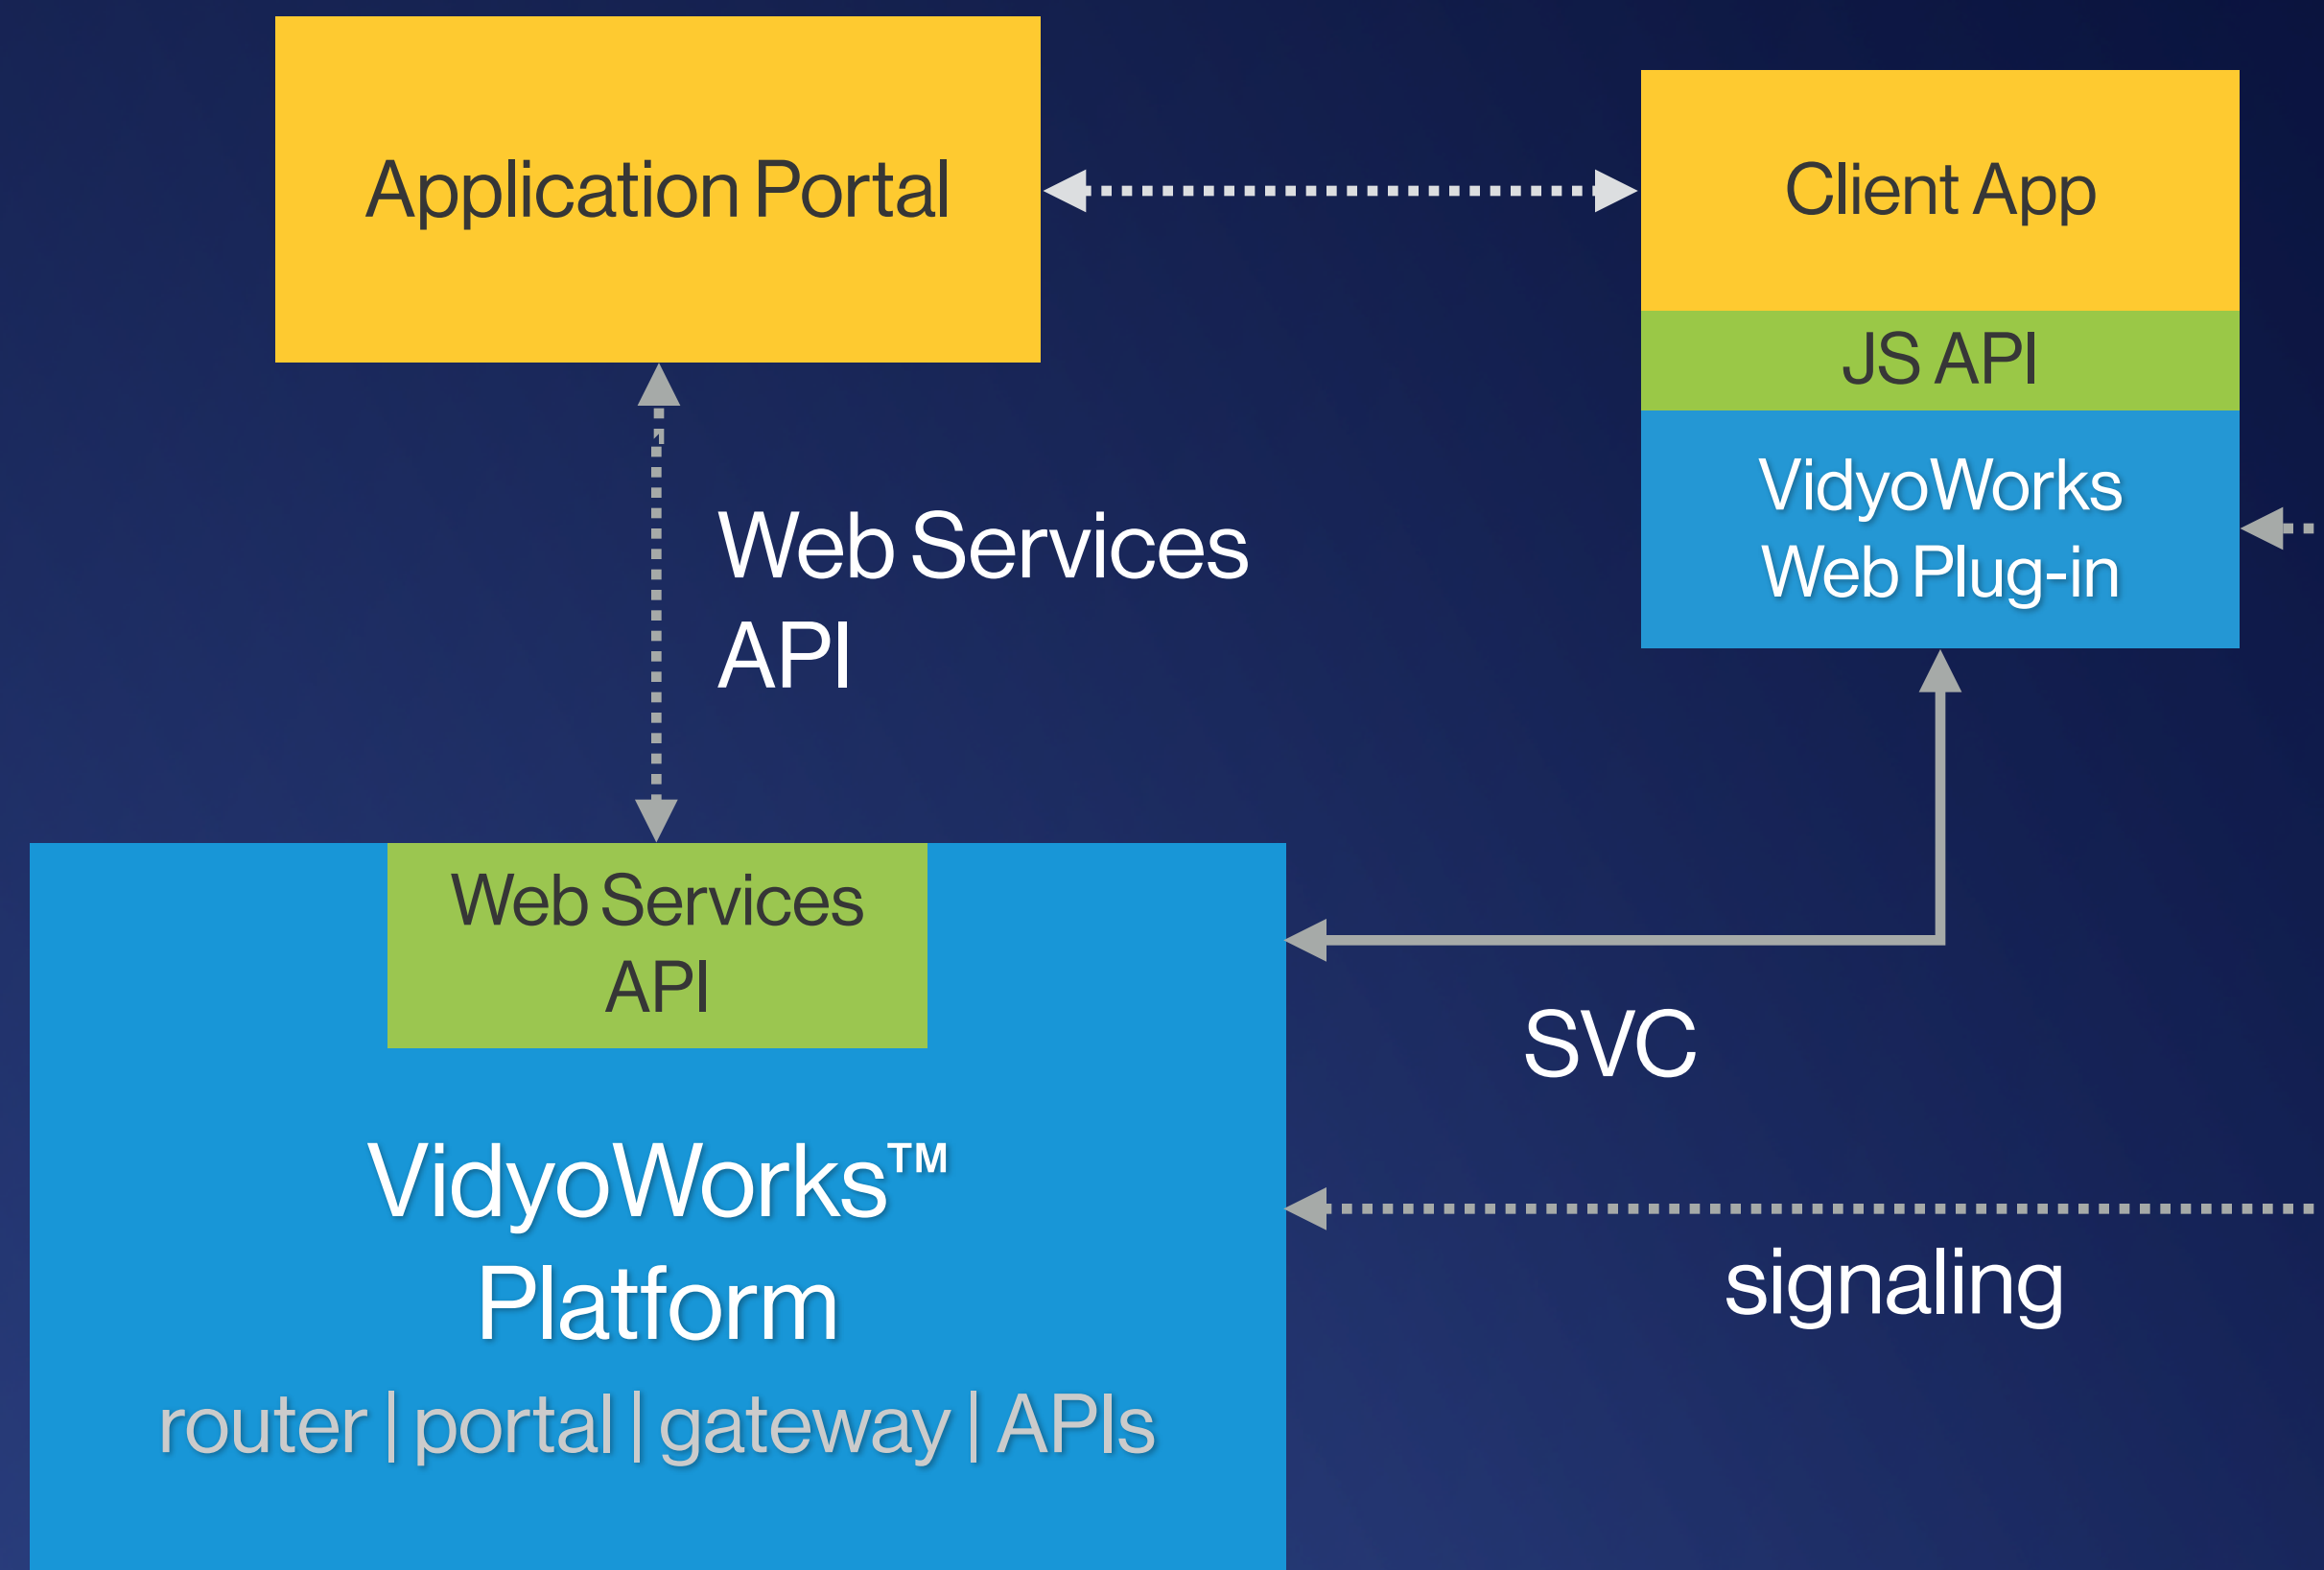 Application Portal
Client App
JS API
VidyoWorks
Web Plug-in
Web Services
API
Web Services
API
SVC
VidyoWorks™
Platform
signaling
router | portal | gateway | APIs